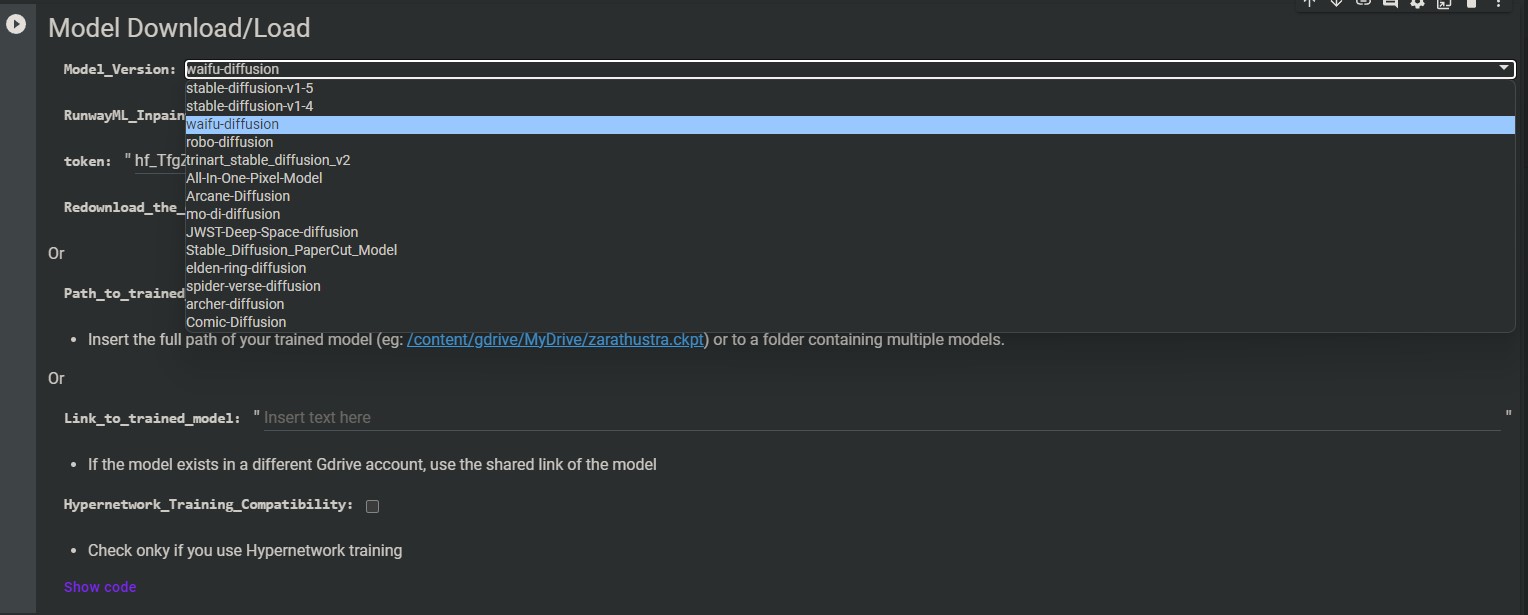 Model Download/Load
Model_Version: waifu-diffusion
stable-diffusion-v1-5
stable-diffusion-v1-4
RunwayML_Inpain
waifu-diffusion
robo-diffusion
token: " hf_Tfg
trinart_stable_diffusion_v2
All-In-One-Pixel-Model
Arcane-Diffusion
Redownload_the_
mo-di-diffusion
JWST-Deep-Space-diffusion
Or
Stable_Diffusion_PaperCut_Model
elden-ring-diffusion
spider-verse-diffusion
Path_to_trained
archer-diffusion
Comic-Diffusion
• Insert the full path of your trained model (eg: /content/gdrive/MyDrive/zarathustra.ckpt) or to a folder containing multiple models.
Or
Link_to_trained_model: " Insert text here "
• If the model exists in a different Gdrive account, use the shared link of the model
Hypernetwork_Training_Compatibility:
• Check onky if you use Hypernetwork training
Show code